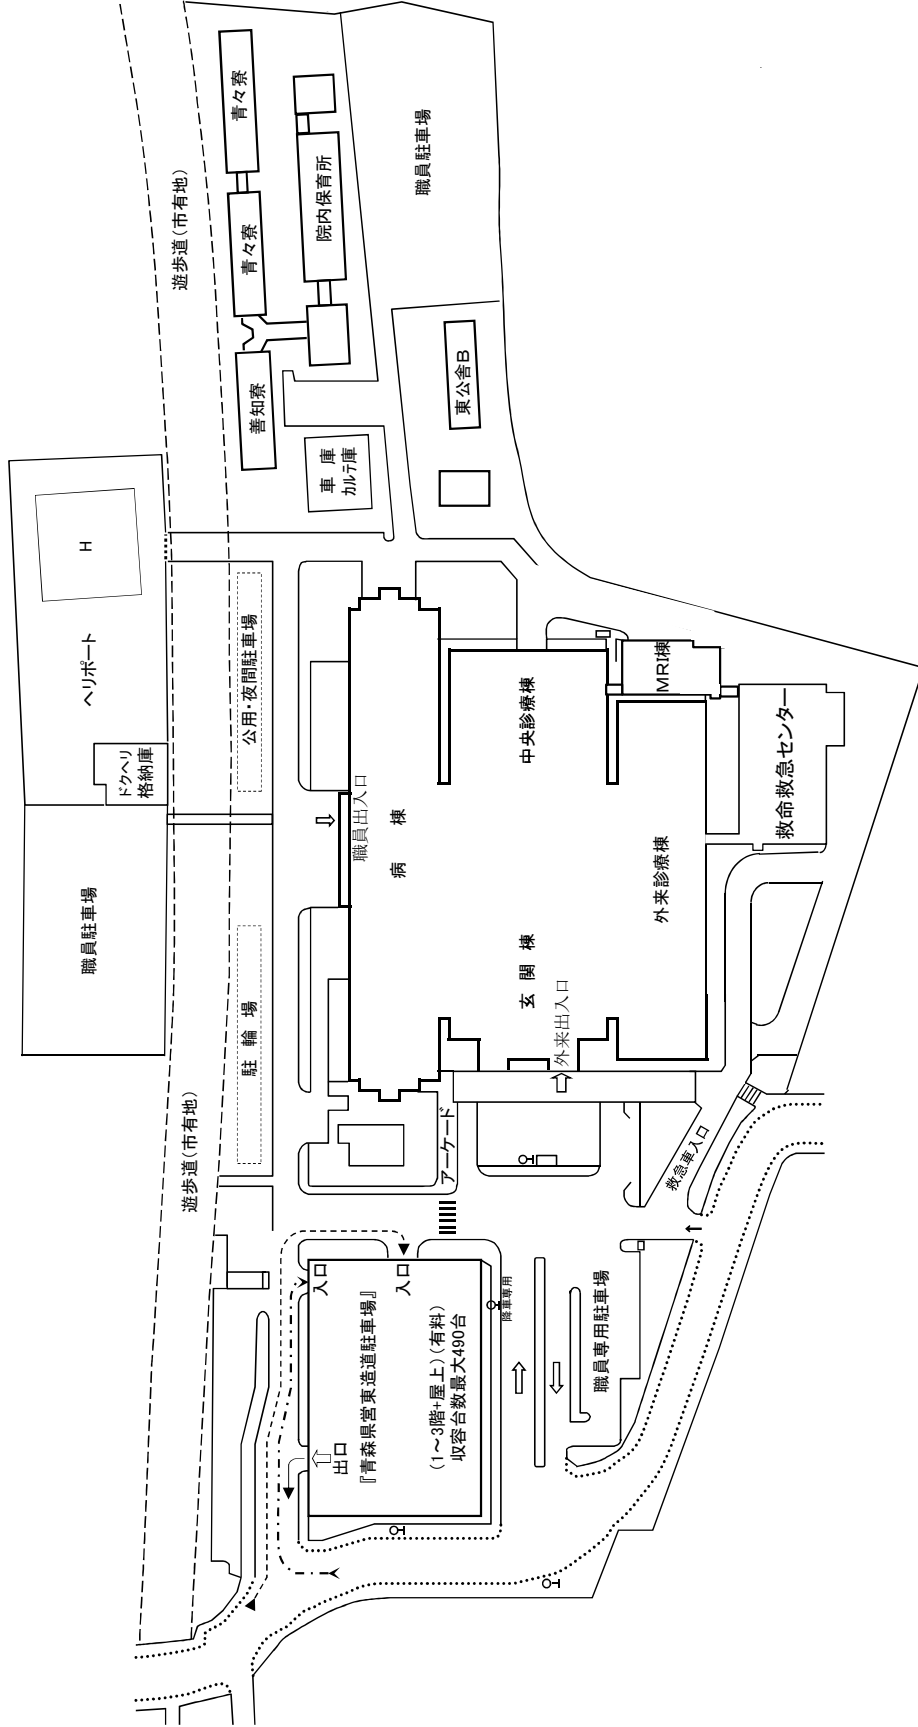 青々寮
青々寮
善知寮
院内保育所
職員駐車場
遊歩道（市有地）
東公舎B
車　庫
カルテ庫
H
ヘリポート
ドクヘリ
格納庫
公用・夜間駐車場
職員駐車場
駐　輪　場
遊歩道（市有地）
職員出入口
病　棟
中央診療棟
MRI棟
救命救急センター
外来診療棟
玄　関　棟
外来出入口
アーケード
救急車入口
入口
入口
『青森県営東造道駐車場』
（1～3階+屋上）（有料）
収容台数最大490台
出口
降車専用
職員専用駐車場